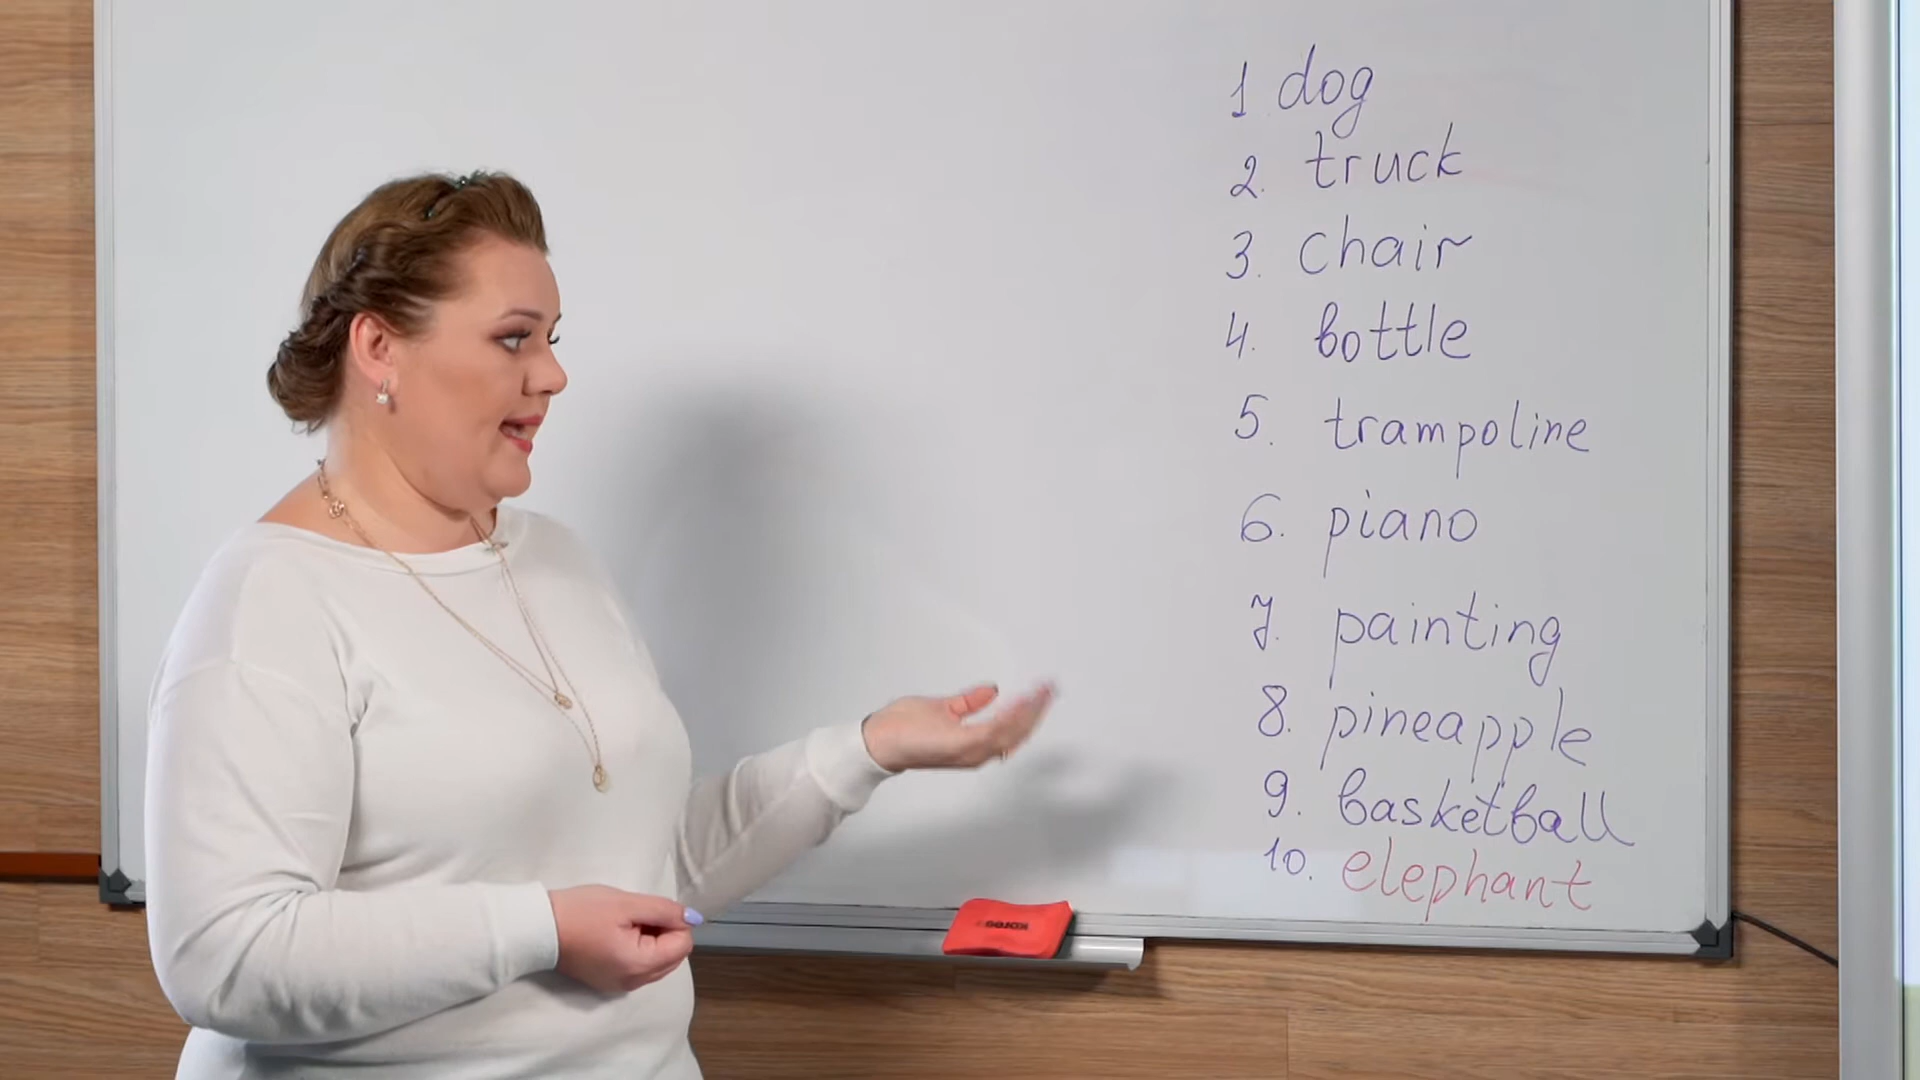 1 dog
2. truck
3. chair
4. bottle
5. trampoline
6. piano
7. painting
8. pineapple
9. basketball
10. elephant